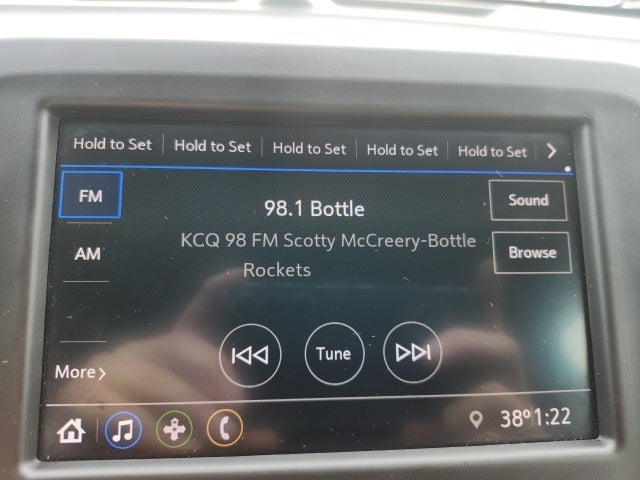 Hold to Set Hold to Set Hold to Set Hold to Set Hold to Set
FM
98.1 Bottle
Sound
KCQ 98 FM Scotty McCreery-Bottle
Rockets
AM
Browse
Tune
More
38° 1:22